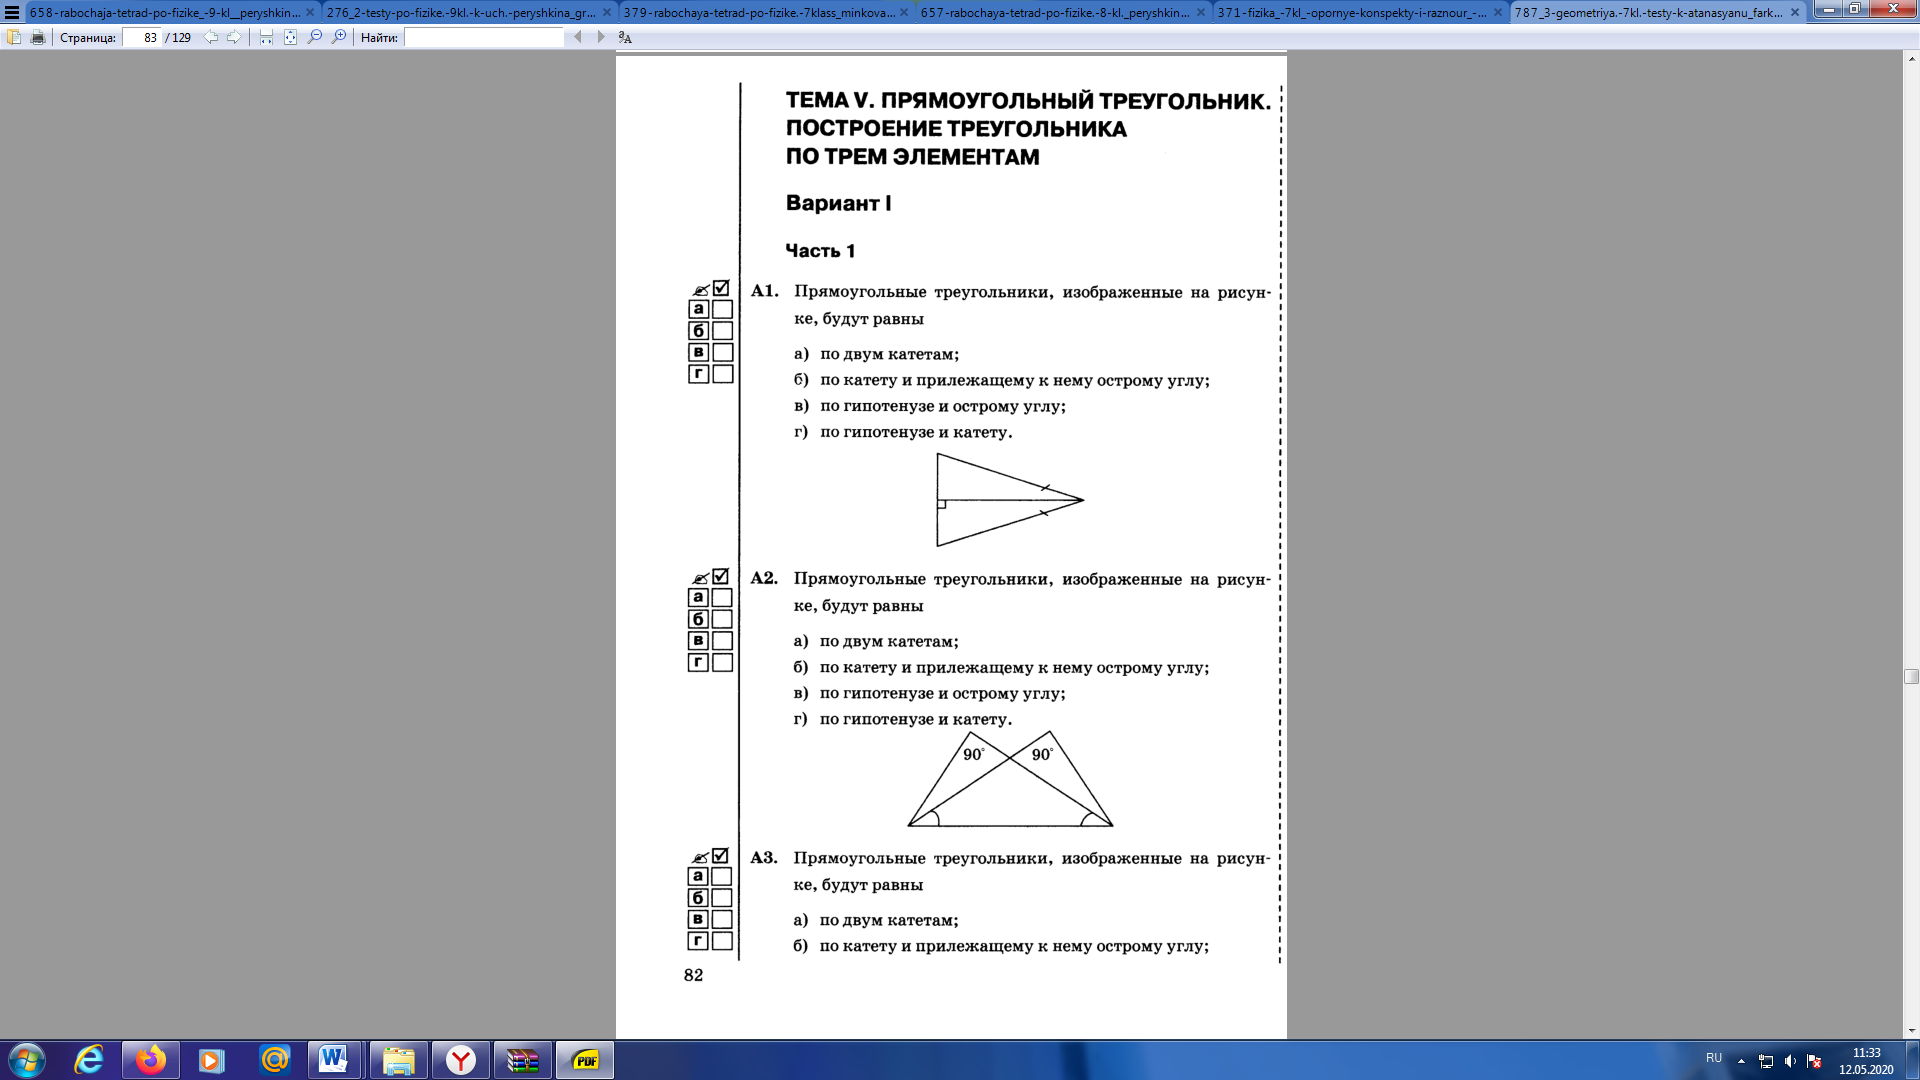 658-rabochaja-tetrad-po-fizike_-9-kl__peryshkin...
276_2-testy-po-fizike.-9kl.-k-uch.-peryshkina_gr...
379-rabochaya-tetrad-po-fizike.-7klass_minkova...
657-rabochaya-tetrad-po-fizike.-8-kl._peryshkin...
371-fizika_-7kl_-opornye-konspekty-i-raznour_-...
787_3-geometriya.-7kl.-testy-k-atanasyanu_fark...
Страница: 83 / 129 Найти:
ТЕМА V. ПРЯМОУГОЛЬНЫЙ ТРЕУГОЛЬНИК.
ПОСТРОЕНИЕ ТРЕУГОЛЬНИКА
ПО ТРЕМ ЭЛЕМЕНТАМ
Вариант I
Часть 1
А1. Прямоугольные треугольники, изображенные на рисун-
ке, будут равны
а) по двум катетам;
б) по катету и прилежащему к нему острому углу;
в) по гипотенузе и острому углу;
г) по гипотенузе и катету.
а
б
в
г
А2. Прямоугольные треугольники, изображенные на рисун-
ке, будут равны
а) по двум катетам;
б) по катету и прилежащему к нему острому углу;
в) по гипотенузе и острому углу;
г) по гипотенузе и катету.
а
б
в
г
90° 90°
А3. Прямоугольные треугольники, изображенные на рисун-
ке, будут равны
а) по двум катетам;
б) по катету и прилежащему к нему острому углу;
а
б
в
г
82
PDF
RU
11:33
12.05.2020